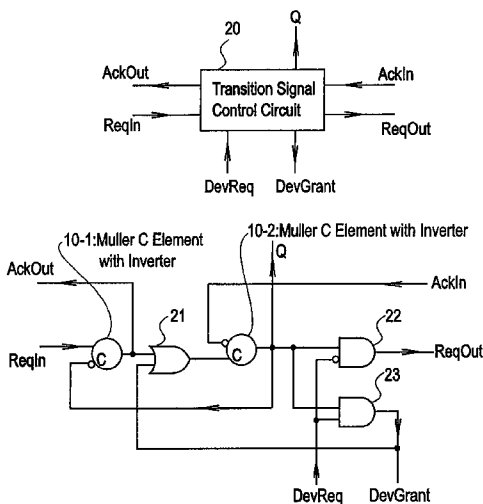 20
Q
AckOut
AckIn
Transition Signal
Control Circuit
ReqIn
ReqOut
DevReq
DevGrant
10-1:Muller C Element
with Inverter
10-2:Muller C Element with Inverter
Q
AckOut
AckIn
21
22
C
C
ReqIn
ReqOut
23
DevReq
DevGrant